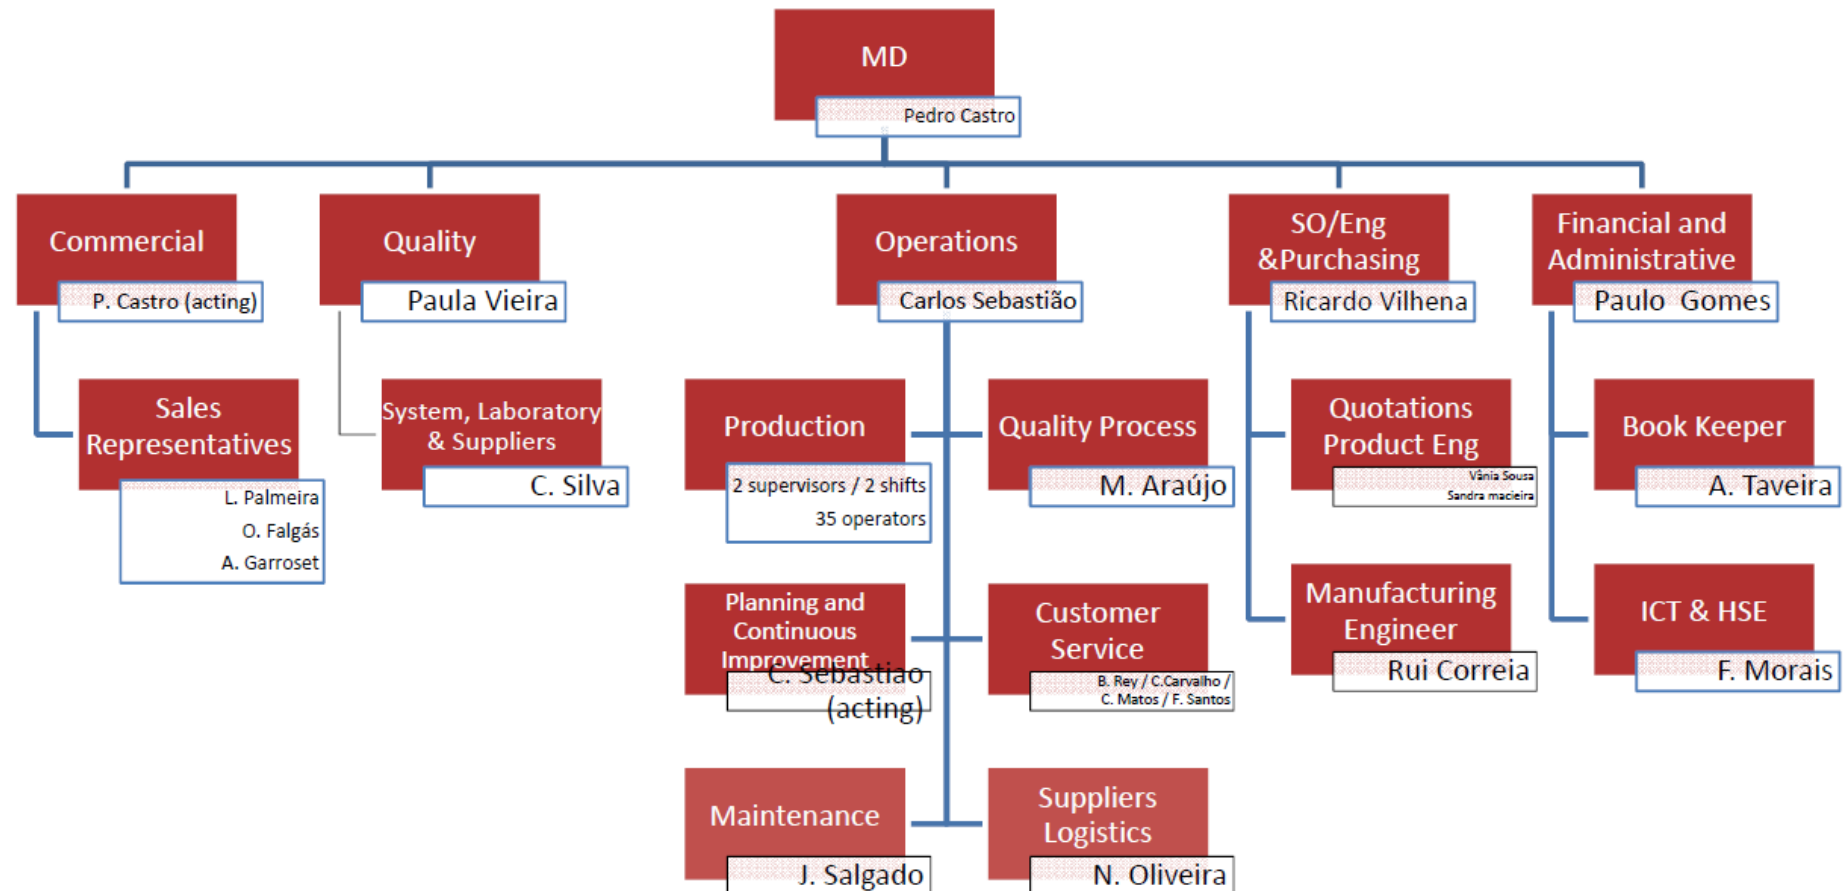 MD
Pedro Castro
Commercial
P. Castro (acting)
Quality
Paula Vieira
Operations
Carlos Sebastião
SO/Eng
&Purchasing
Ricardo Vilhena
Financial and
Administrative
Paulo Gomes
Sales
Representatives
L. Palmeira
O. Falgás
A. Garroset
System, Laboratory
& Suppliers
C. Silva
Production
2 supervisors / 2 shifts
35 operators
Quality Process
M. Araújo
Quotations
Product Eng
Vânia Sousa
Sandra macieira
Book Keeper
A. Taveira
Planning and
Continuous
Improvement
C. Sebastiao
(acting)
Customer
Service
B. Rey / C.Carvalho /
C. Matos / F. Santos
Manufacturing
Engineer
Rui Correia
ICT & HSE
F. Morais
Maintenance
J. Salgado
Suppliers
Logistics
N. Oliveira